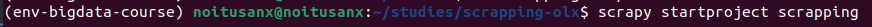 (env-bigdata-course) noitusanx@noitusanx:~/studies/scrapping-olx$ scrapy startproject scrapping